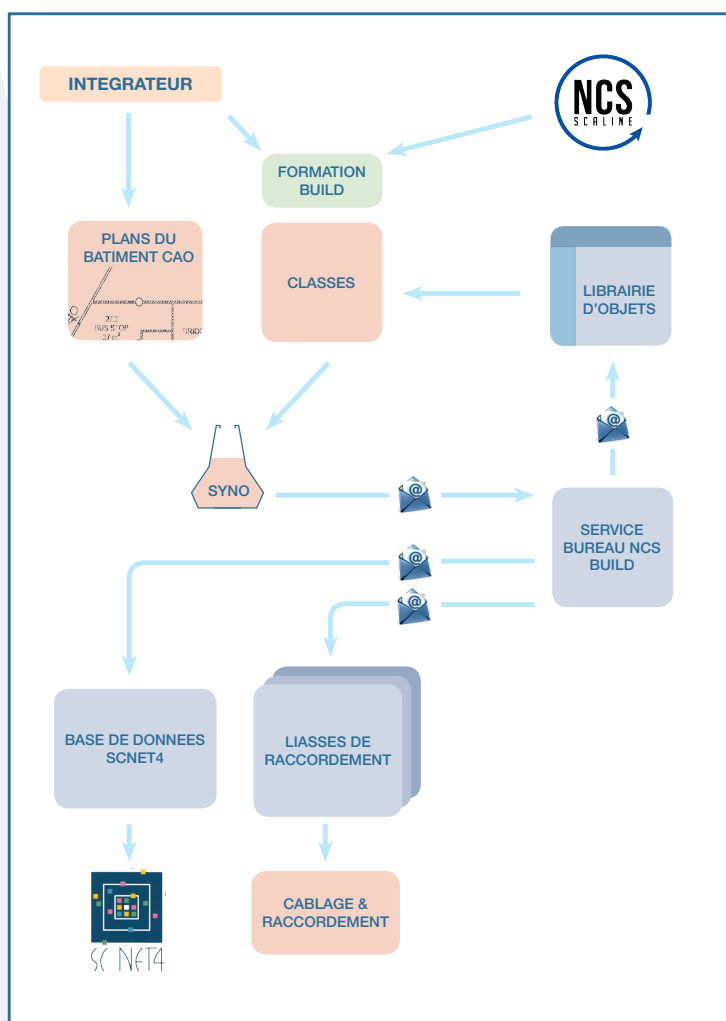 INTEGRATEUR
NCS
SCALINE
FORMATION
BUILD
PLANS DU
BATIMENT CAO
BUS STOP
CLASSES
LIBRAIRIE
D'OBJETS
SYNO
SERVICE
BUREAU NCS
BUILD
BASE DE DONNEES
SCNET4
LIASSES DE
RACCORDEMENT
CABLAGE &
RACCORDEMENT
SC NET4